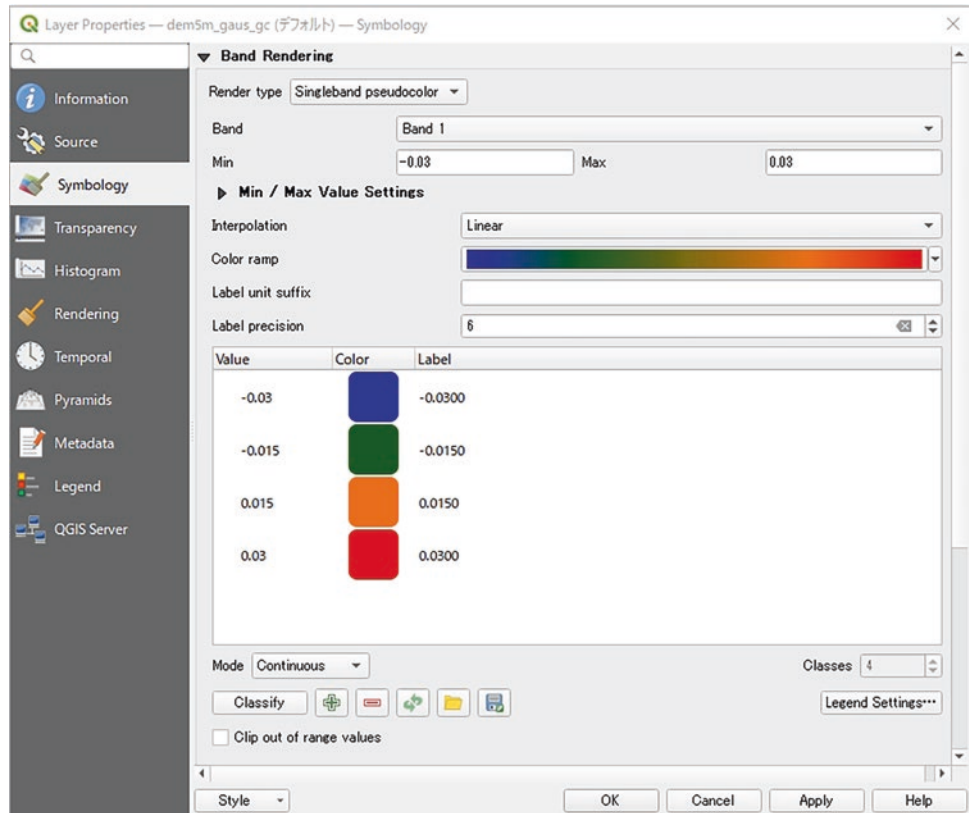 Layer Properties — dem5m_gaus_gc (デフォルト) — Symbology
Information
Source
Symbology
Transparency
Histogram
Rendering
Temporal
Pyramids
Metadata
Legend
QGIS Server
Band Rendering
Render type Singleband pseudocolor
Band Band 1
Min -0.03 Max 0.03
Min / Max Value Settings
Interpolation Linear
Color ramp
Label unit suffix
Label precision 6
Value Color Label
-0.03 -0.0300
-0.015 -0.0150
0.015 0.0150
0.03 0.0300
Mode Continuous Classes 4
Classify Legend Settings…
Clip out of range values
Style OK Cancel Apply Help